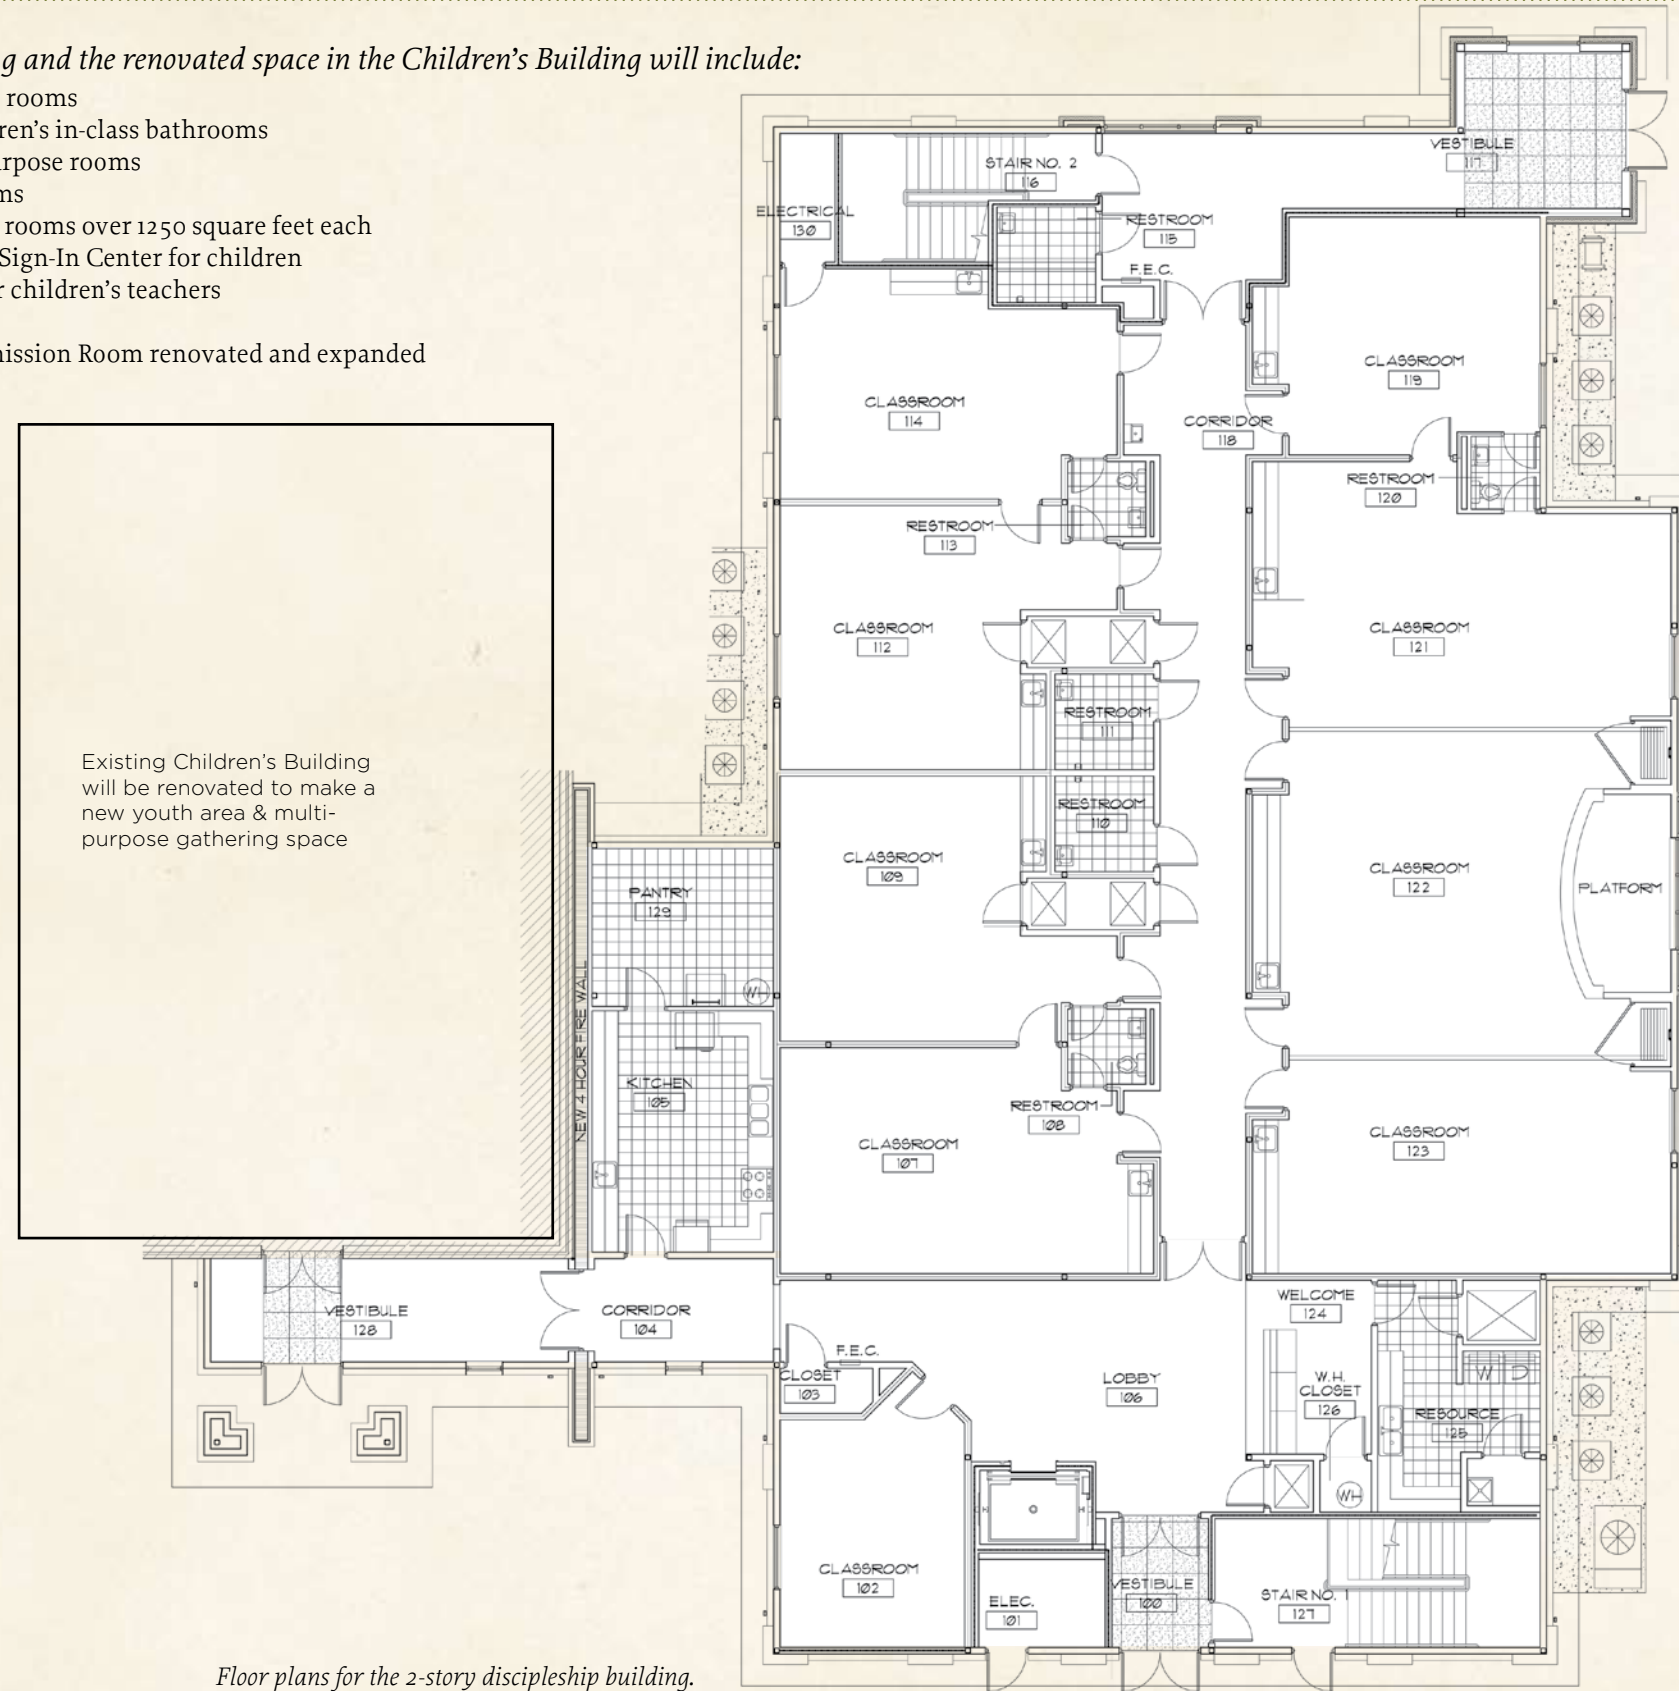 g and the renovated space in the Children's Building will include:
rooms
ren's in-class bathrooms
rpose rooms
ms
rooms over 1250 square feet each
Sign-In Center for children
r children's teachers
nission Room renovated and expanded
VESTIBULE
117
STAIR NO. 2
116
ELECTRICAL
130
RESTROOM
115
F.E.C.
CLASSROOM
119
CLASSROOM
114
CORRIDOR
118
RESTROOM
120
RESTROOM
113
CLASSROOM
112
CLASSROOM
121
RESTROOM
111
Existing Children's Building
will be renovated to make a
new youth area & multi-
purpose gathering space
RESTROOM
110
CLASSROOM
109
CLASSROOM
122
PLATFORM
PANTRY
129
WH
NEW 4 HOUR FIRE WALL
KITCHEN
105
RESTROOM
108
CLASSROOM
107
CLASSROOM
123
WELCOME
124
VESTIBULE
128
CORRIDOR
104
F.E.C.
CLOSET
103
LOBBY
106
W.H.
CLOSET
126
W D
RESOURCE
125
WH
CLASSROOM
102
ELEC.
101
VESTIBULE
100
STAIR NO. 1
127
Floor plans for the 2-story discipleship building.